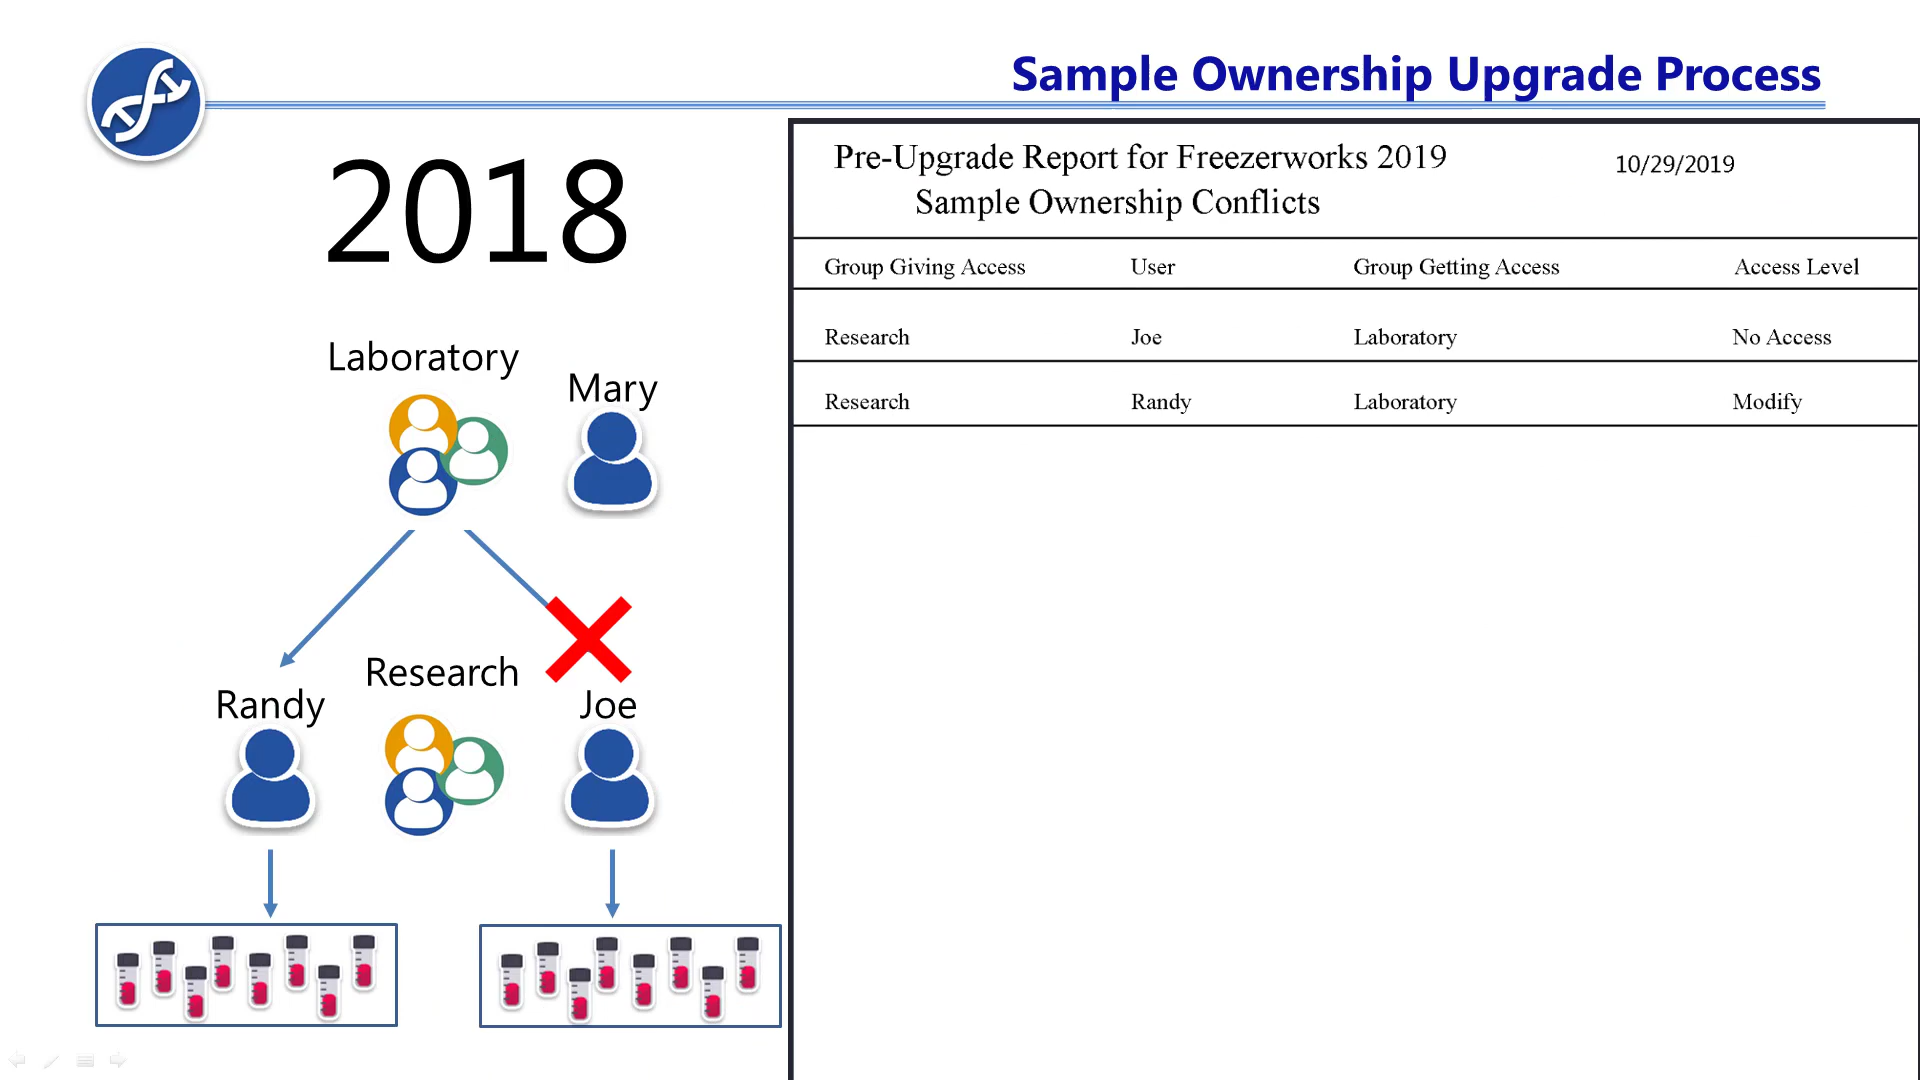 Sample Ownership Upgrade Process
2018
Laboratory
Mary
Research
Randy
Joe
Pre-Upgrade Report for Freezerworks 2019
10/29/2019
Sample Ownership Conflicts
Group Giving Access User Group Getting Access Access Level
Research Joe Laboratory No Access
Research Randy Laboratory Modify